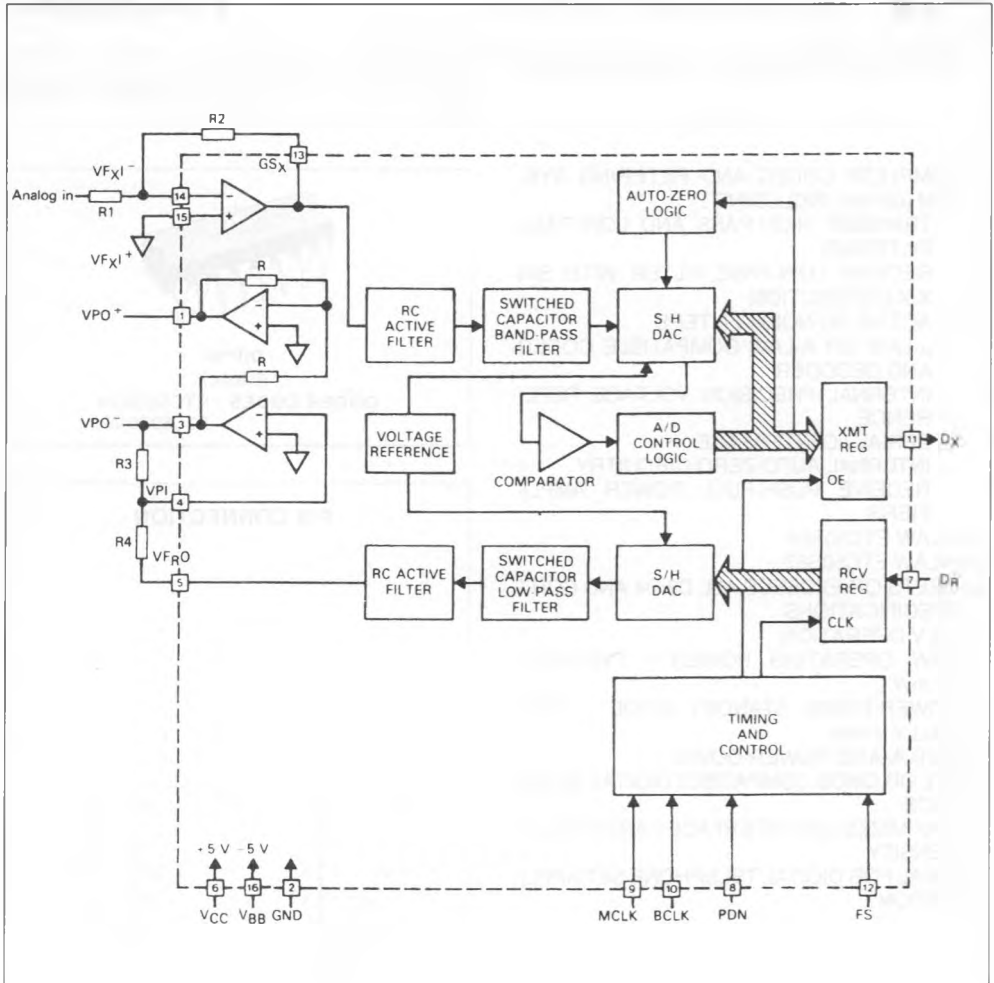 R2
VFXI-
GSX
13
Analog in
R1
14
15
-
+
VFXI+
AUTO-ZERO
LOGIC
R
VPO+
1
-
+
RC
ACTIVE
FILTER
SWITCHED
CAPACITOR
BAND-PASS
FILTER
S/H
DAC
R
VPO-
3
-
+
VOLTAGE
REFERENCE
COMPARATOR
A/D
CONTROL
LOGIC
XMT
REG
OE
11
DX
R3
VPI
4
R4
VFRO
5
RC ACTIVE
FILTER
SWITCHED
CAPACITOR
LOW-PASS
FILTER
S/H
DAC
RCV
REG
CLK
7
DR
TIMING
AND
CONTROL
+5 V
-5 V
6
16
2
VCC
VBB
GND
9
10
8
12
MCLK
BCLK
PDN
FS